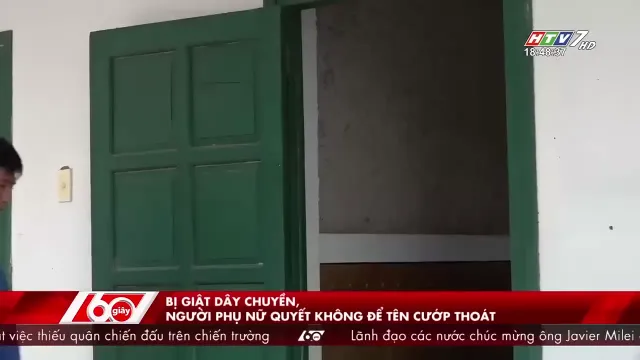 HTV7 HD
18:48:37
60 giây
BỊ GIẬT DÂY CHUYỀN,
NGƯỜI PHỤ NỮ QUYẾT KHÔNG ĐỂ TÊN CƯỚP THOÁT
việc thiếu quân chiến đấu trên chiến trường 60 Lãnh đạo các nước chúc mừng ông Javier Milei